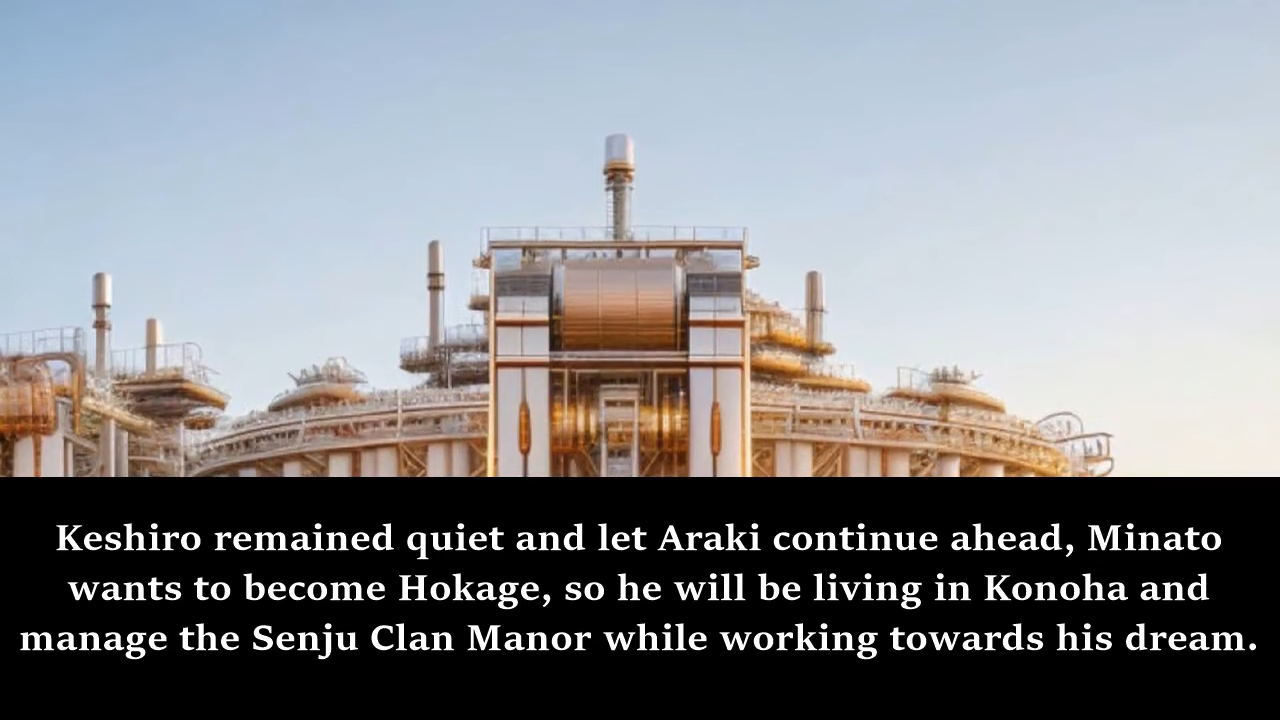 Keshiro remained quiet and let Araki continue ahead, Minato
wants to become Hokage, so he will be living in Konoha and
manage the Senju Clan Manor while working towards his dream.